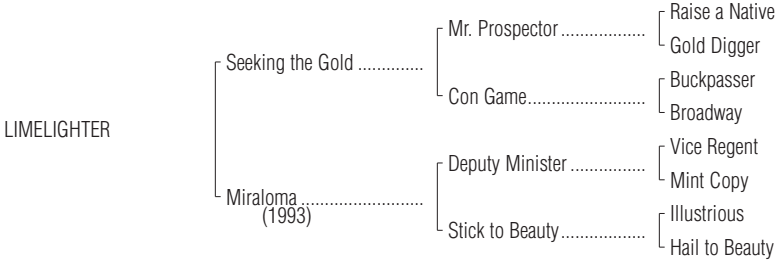 Raise a Native
Mr. Prospector ...................
Gold Digger
Seeking the Gold ..............
Buckpasser
Con Game..........................
Broadway
LIMELIGHTER
Vice Regent
Deputy Minister .................
Mint Copy
Miraloma ...........................
(1993)
Illustrious
Stick to Beauty...................
Hail to Beauty